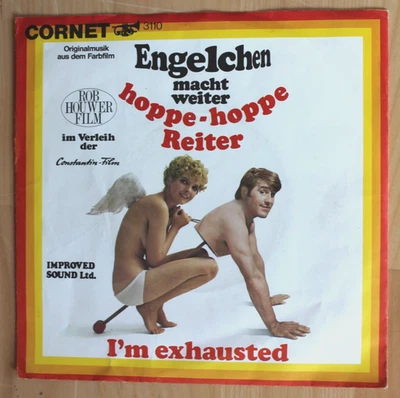 CORNET 3110
Originalmusik
aus dem Farbfilm
Engelchen
macht
weiter
hoppe-hoppe
Reiter
ROB
HOUWER
FILM
im Verleih
der
Constantin-Film
IMPROVED
SOUND Ltd.
I'm exhausted